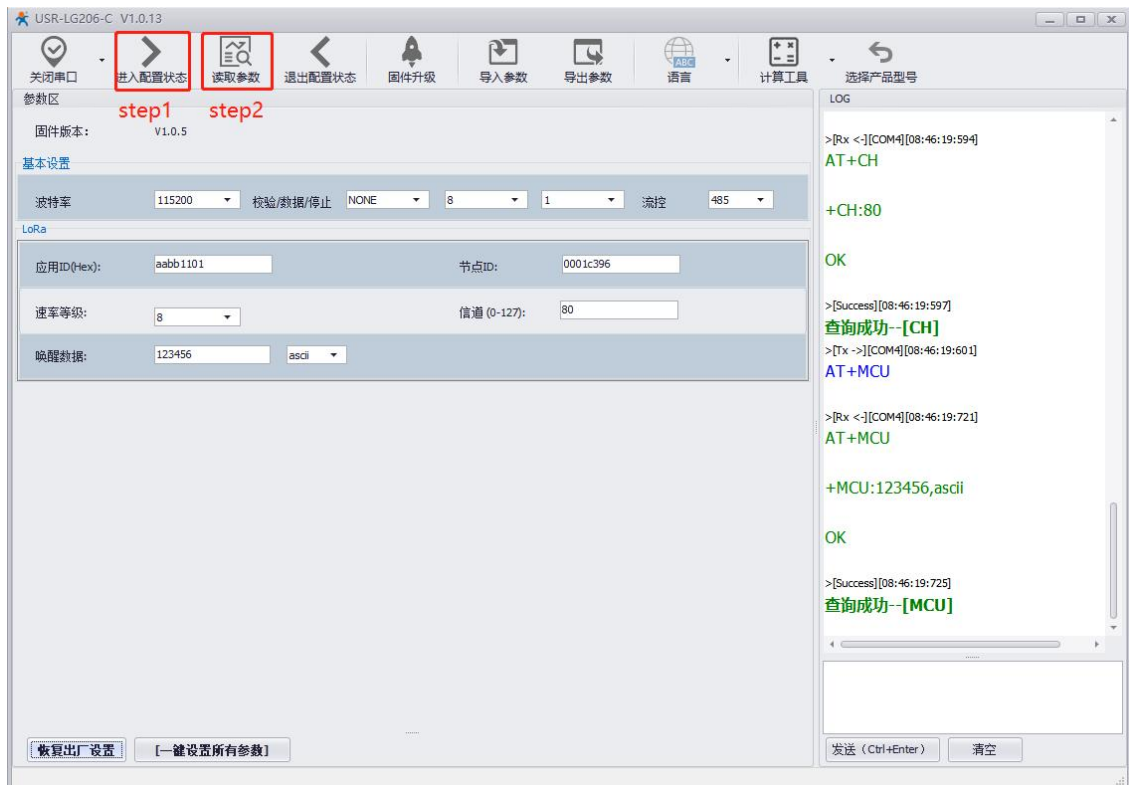 USR-LG206-C V1.0.13
关闭串口 进入配置状态 读取参数 退出配置状态 固件升级 导入参数 导出参数 ABC 语言 计算工具 选择产品型号
step1 step2
参数区
固件版本: V1.0.5
基本设置
波特率 115200 校验/数据/停止 NONE 8 1 流控 485
LoRa
应用ID(Hex): aabb1101 节点ID: 0001c396
速率等级: 8 信道 (0-127): 80
唤醒数据: 123456 ascii
恢复出厂设置 [一键设置所有参数]
LOG
>[Rx <-][COM4][08:46:19:594]
AT+CH
+CH:80
OK
>[Success][08:46:19:597]
查询成功--[CH]
>[Tx ->][COM4][08:46:19:601]
AT+MCU
>[Rx <-][COM4][08:46:19:721]
AT+MCU
+MCU:123456,ascii
OK
>[Success][08:46:19:725]
查询成功--[MCU]
发送（Ctrl+Enter） 清空